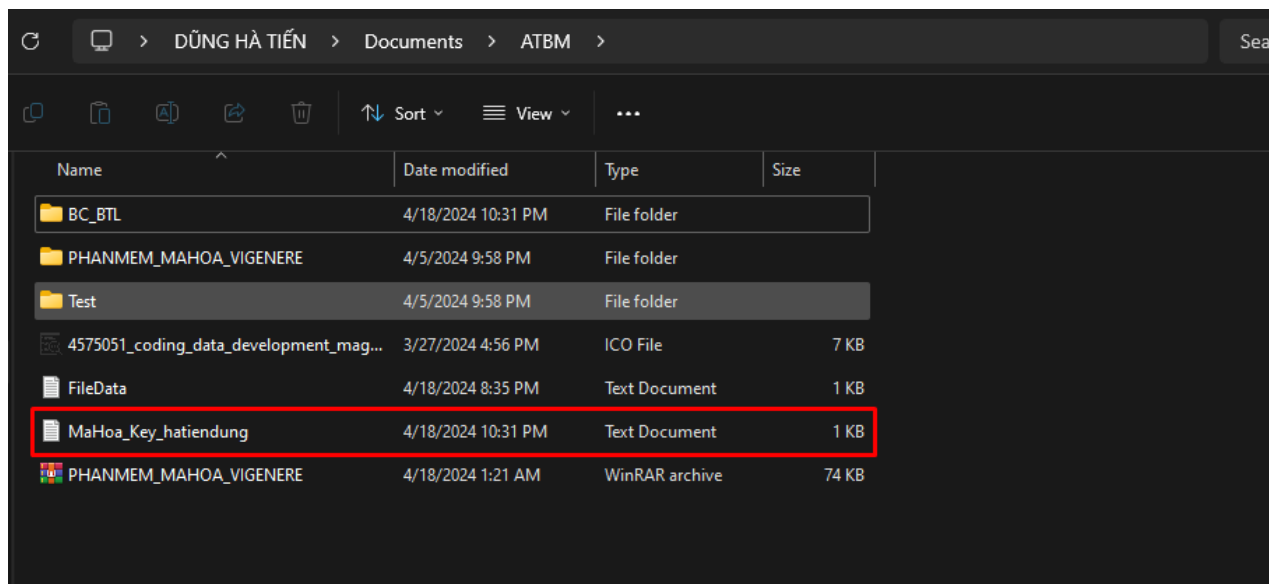 DŨNG HÀ TIẾN > Documents > ATBM >
Sea
Sort
View
Name Date modified Type Size
BC_BTL 4/18/2024 10:31 PM File folder
PHANMEM_MAHOA_VIGENERE 4/5/2024 9:58 PM File folder
Test 4/5/2024 9:58 PM File folder
4575051_coding_data_development_mag... 3/27/2024 4:56 PM ICO File 7 KB
FileData 4/18/2024 8:35 PM Text Document 1 KB
MaHoa_Key_hatiendung 4/18/2024 10:31 PM Text Document 1 KB
PHANMEM_MAHOA_VIGENERE 4/18/2024 1:21 AM WinRAR archive 74 KB